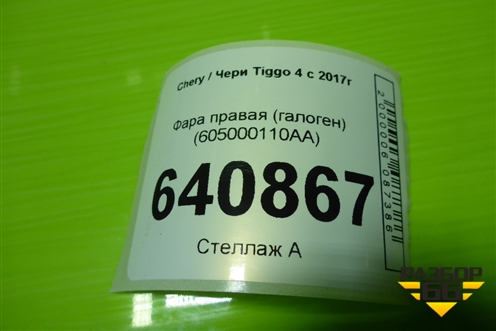 Chery / Чери Tiggo 4 с 2017г
Фара правая (галоген)
(605000110AA)
640867
Стеллаж А
2000006087386
РАЗБОР
66